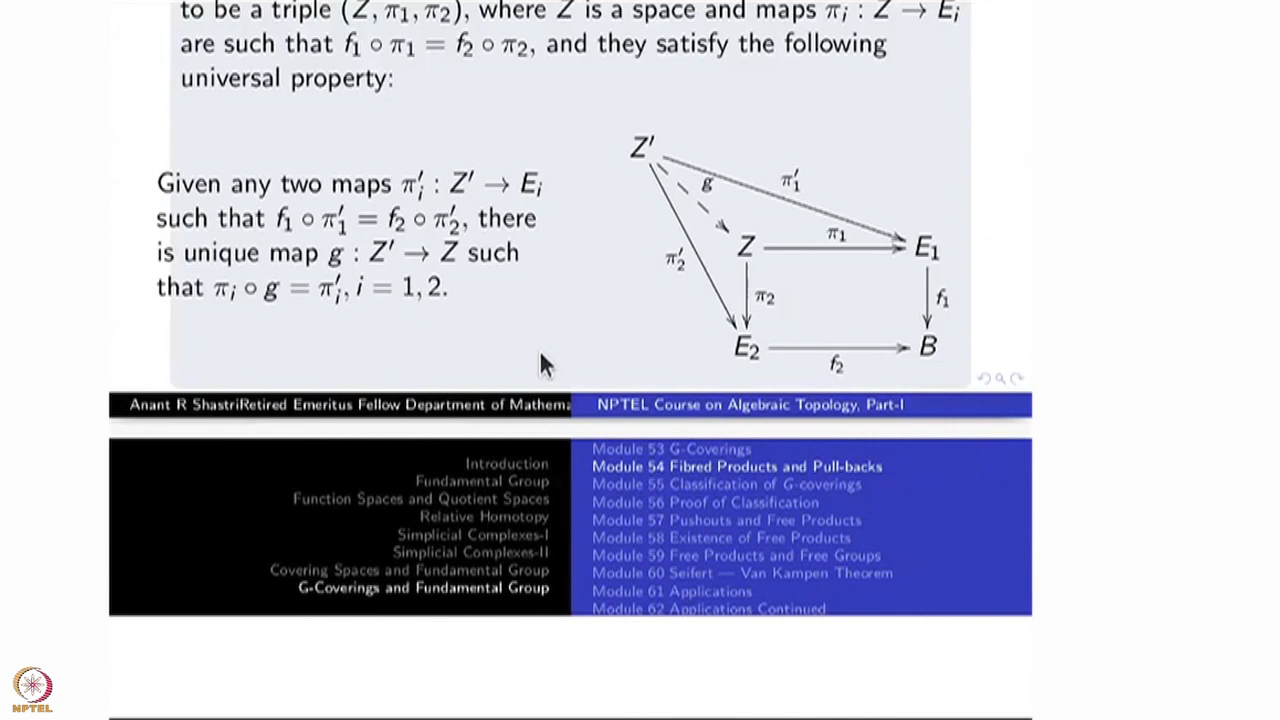 to be a triple (Z, π₁, π₂), where Z is a space and maps πᵢ : Z → Eᵢ
are such that f₁ ∘ π₁ = f₂ ∘ π₂, and they satisfy the following
universal property:
Given any two maps π′ᵢ : Z′ → Eᵢ
such that f₁ ∘ π′₁ = f₂ ∘ π′₂, there
is unique map g : Z′ → Z such
that πᵢ ∘ g = π′ᵢ, i = 1, 2.
Z′
g
π′₁
π′₂
Z
π₁
E₁
π₂
f₁
E₂
f₂
B
Anant R ShastriRetired Emeritus Fellow Department of Mathema
NPTEL Course on Algebraic Topology, Part-I
Introduction
Fundamental Group
Function Spaces and Quotient Spaces
Relative Homotopy
Simplicial Complexes-I
Simplicial Complexes-II
Covering Spaces and Fundamental Group
G-Coverings and Fundamental Group
Module 53 G-Coverings
Module 54 Fibred Products and Pull-backs
Module 55 Classification of G-coverings
Module 56 Proof of Classification
Module 57 Pushouts and Free Products
Module 58 Existence of Free Products
Module 59 Free Products and Free Groups
Module 60 Seifert — Van Kampen Theorem
Module 61 Applications
Module 62 Applications Continued
NPTEL